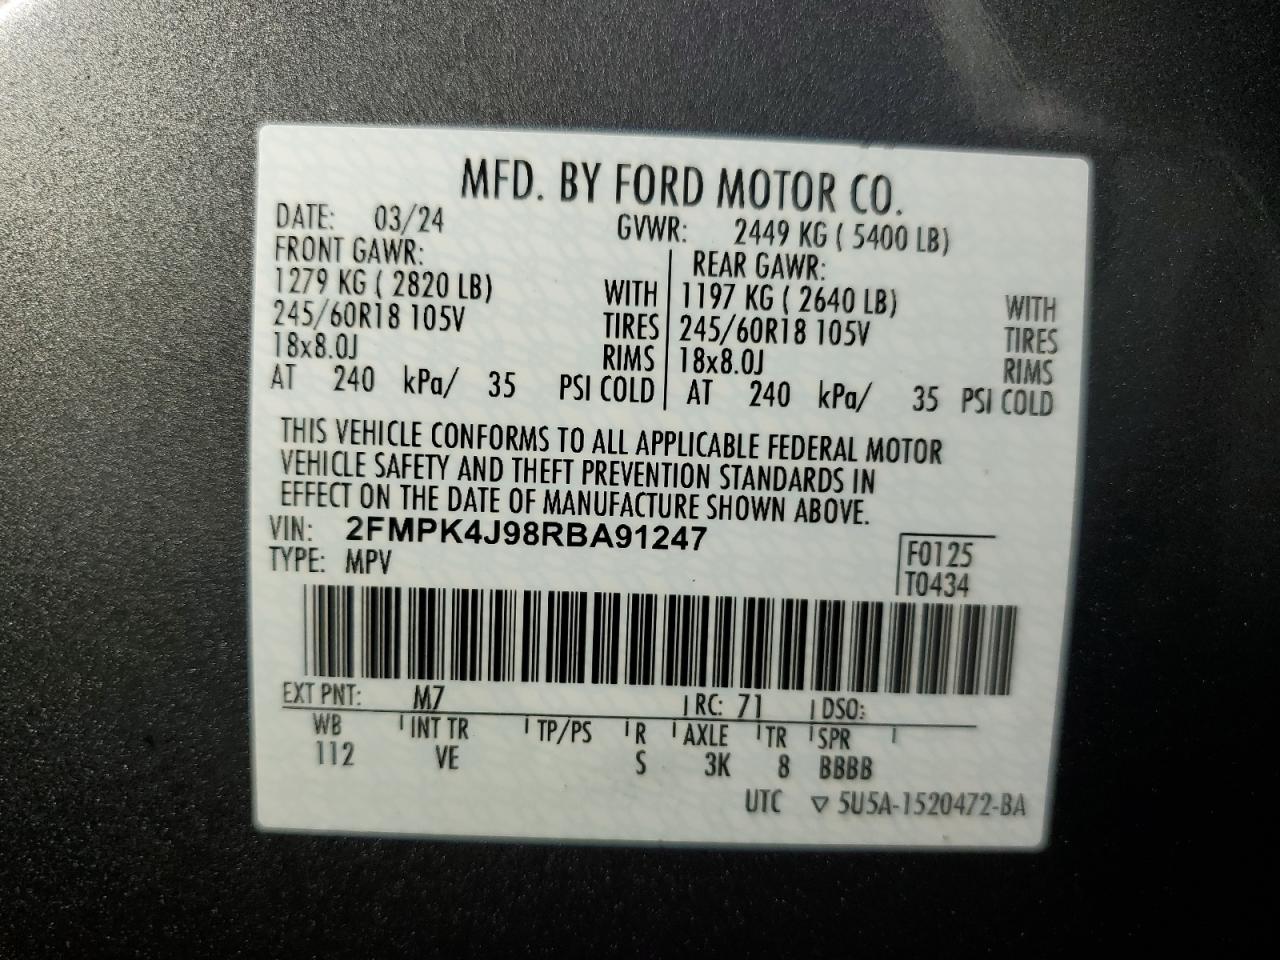 MFD. BY FORD MOTOR CO.
DATE: 03/24 GVWR: 2449 KG ( 5400 LB)
FRONT GAWR:
1279 KG ( 2820 LB) WITH
245/60R18 105V TIRES
18x8.0J RIMS
AT 240 kPa/ 35 PSI COLD
REAR GAWR:
1197 KG ( 2640 LB) WITH
245/60R18 105V TIRES
18x8.0J RIMS
AT 240 kPa/ 35 PSI COLD
THIS VEHICLE CONFORMS TO ALL APPLICABLE FEDERAL MOTOR
VEHICLE SAFETY AND THEFT PREVENTION STANDARDS IN
EFFECT ON THE DATE OF MANUFACTURE SHOWN ABOVE.
VIN: 2FMPK4J98RBA91247
TYPE: MPV
F0125
T0434
EXT PNT: M7 RC: 71 DSO:
WB INT TR TP/PS R AXLE TR SPR
112 VE S 3K 8 BBBB
UTC ▽ 5U5A-1520472-BA